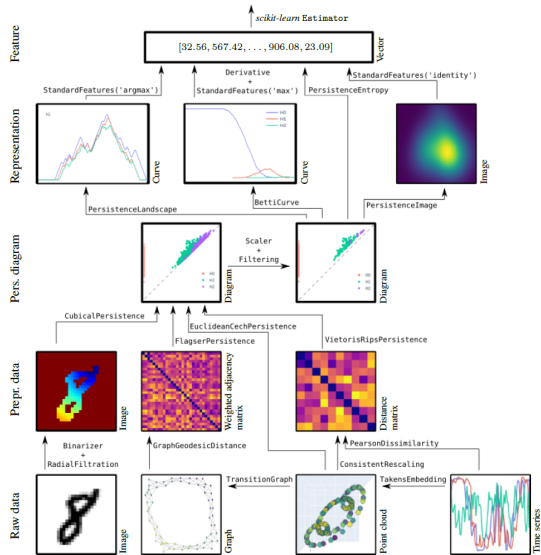 scikit-learn Estimator
Feature
[32.56, 567.42, . . . , 906.08, 23.09]
Vector
StandardFeatures('argmax')
Derivative
+
StandardFeatures('max')
PersistenceEntropy
StandardFeatures('identity')
Representation
Curve
H0
H1
H2
Curve
Image
PersistenceLandscape
BettiCurve
PersistenceImage
Pers. diagram
H0
H1
H2
Diagram
Scaler
+
Filtering
H0
H1
H2
Diagram
CubicalPersistence
FlagserPersistence
EuclideanCechPersistence
VietorisRipsPersistence
Prepr. data
Image
Weighted adjacency
matrix
Distance
matrix
Binarizer
+
RadialFiltration
GraphGeodesicDistance
ConsistentRescaling
PearsonDissimilarity
TransitionGraph
TakensEmbedding
Raw data
Image
Graph
Point cloud
Time series